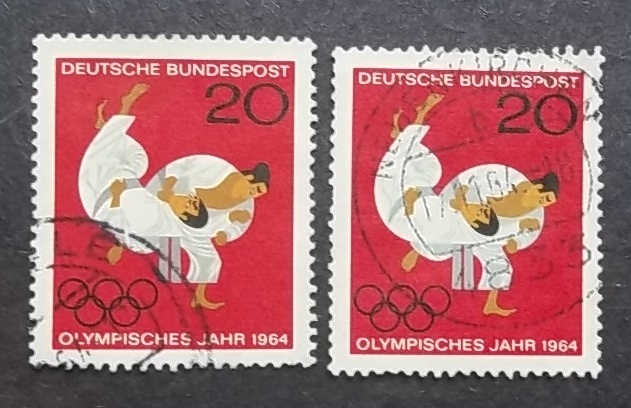 DEUTSCHE BUNDESPOST
20
OLYMPISCHES JAHR 1964
DEUTSCHE BUNDESPOST
20
OLYMPISCHES JAHR 1964